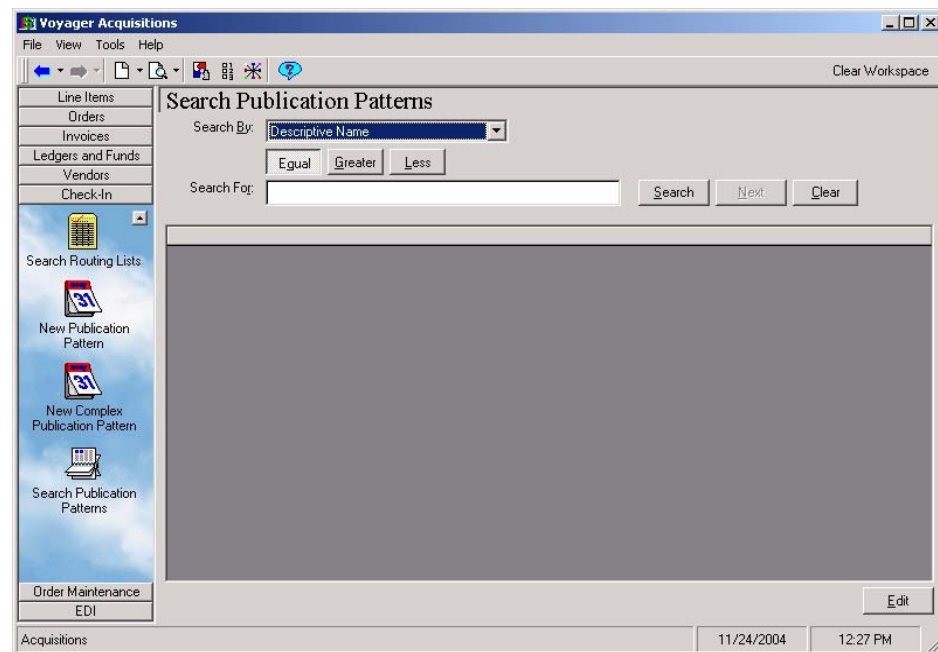 Voyager Acquisitions
File View Tools Help
Clear Workspace
Line Items
Orders
Invoices
Ledgers and Funds
Vendors
Check-In
Search Routing Lists
31
New Publication
Pattern
31
New Complex
Publication Pattern
Search Publication
Patterns
Order Maintenance
EDI
Search Publication Patterns
Search By: Descriptive Name
Equal Greater Less
Search For: Search Next Clear
Edit
Acquisitions 11/24/2004 12:27 PM